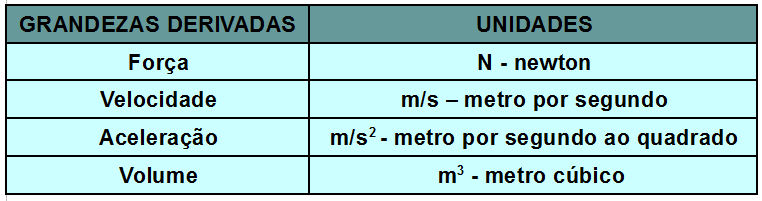 GRANDEZAS DERIVADAS UNIDADES
Força N - newton
Velocidade m/s – metro por segundo
Aceleração m/s² - metro por segundo ao quadrado
Volume m³ - metro cúbico